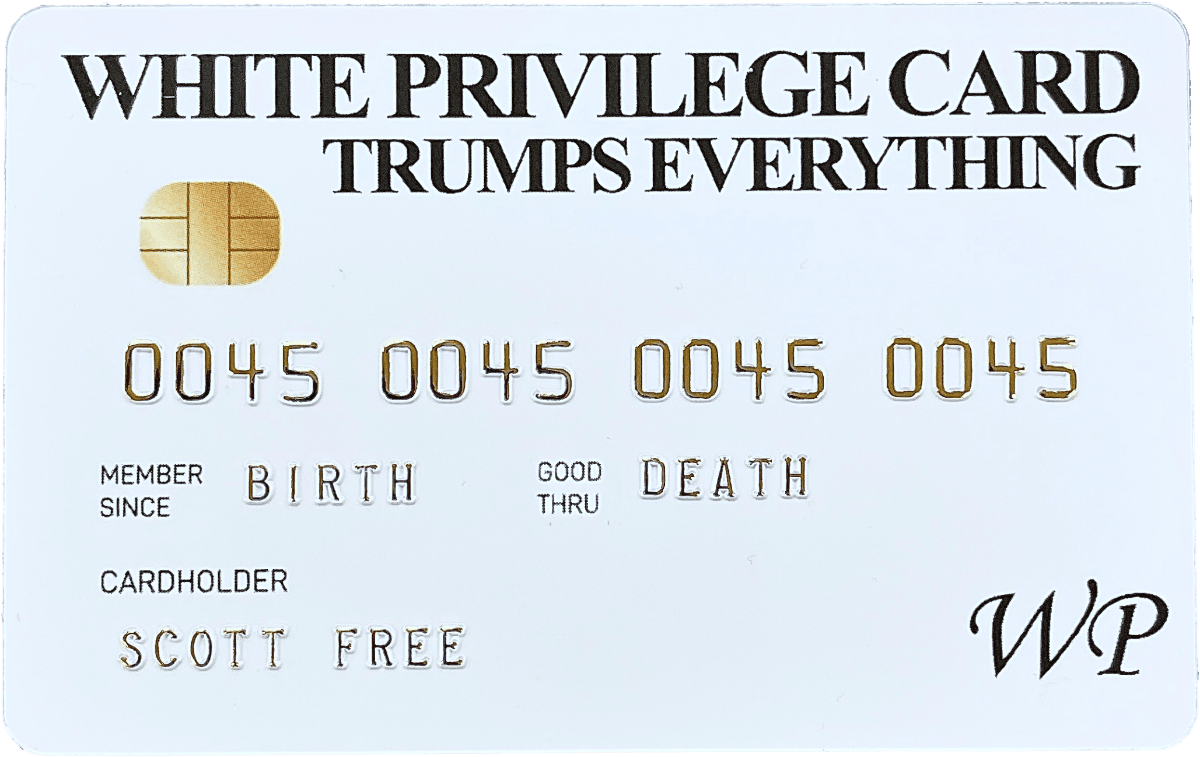 WHITE PRIVILEGE CARD
TRUMPS EVERYTHING
0045 0045 0045 0045
MEMBER SINCE BIRTH GOOD THRU DEATH
CARDHOLDER
SCOTT FREE
WP